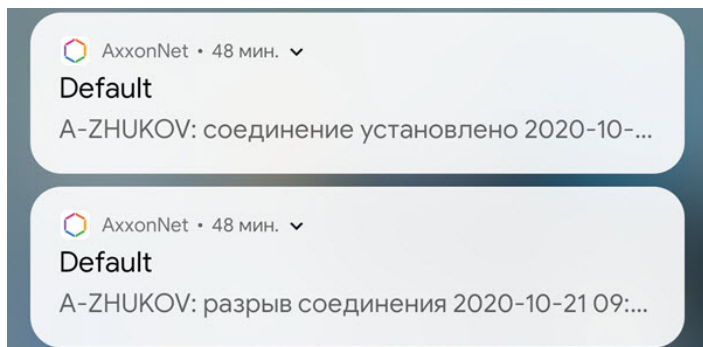 AxxonNet • 48 мин.
Default
A-ZHUKOV: соединение установлено 2020-10-...
AxxonNet • 48 мин.
Default
A-ZHUKOV: разрыв соединения 2020-10-21 09:...